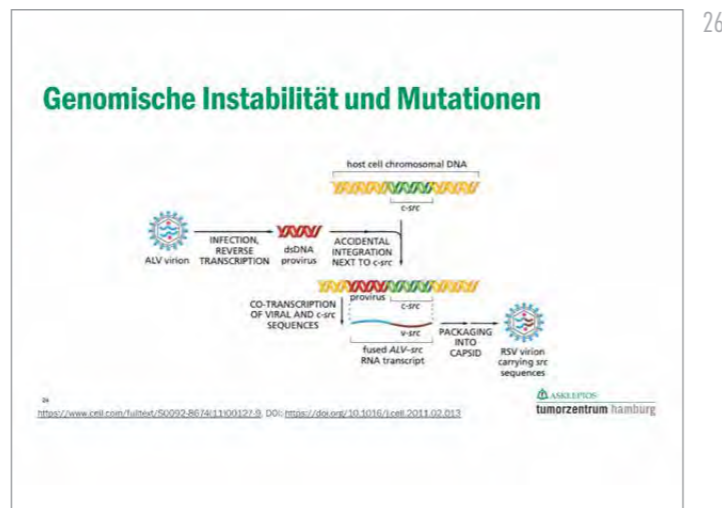 26
Genomische Instabilität und Mutationen
host cell chromosomal DNA
c-src
ALV virion
INFECTION,
REVERSE
TRANSCRIPTION
dsDNA
provirus
ACCIDENTAL
INTEGRATION
NEXT TO c-src
provirus
c-src
CO-TRANSCRIPTION
OF VIRAL AND c-src
SEQUENCES
v-src
fused ALV–src
RNA transcript
PACKAGING
INTO
CAPSID
RSV virion
carrying src
sequences
https://www.cell.com/fulltext/S0092-8674(11)00127-9, DOI: https://doi.org/10.1016/j.cell.2011.02.013
ASKLEPIOS
tumorzentrum hamburg